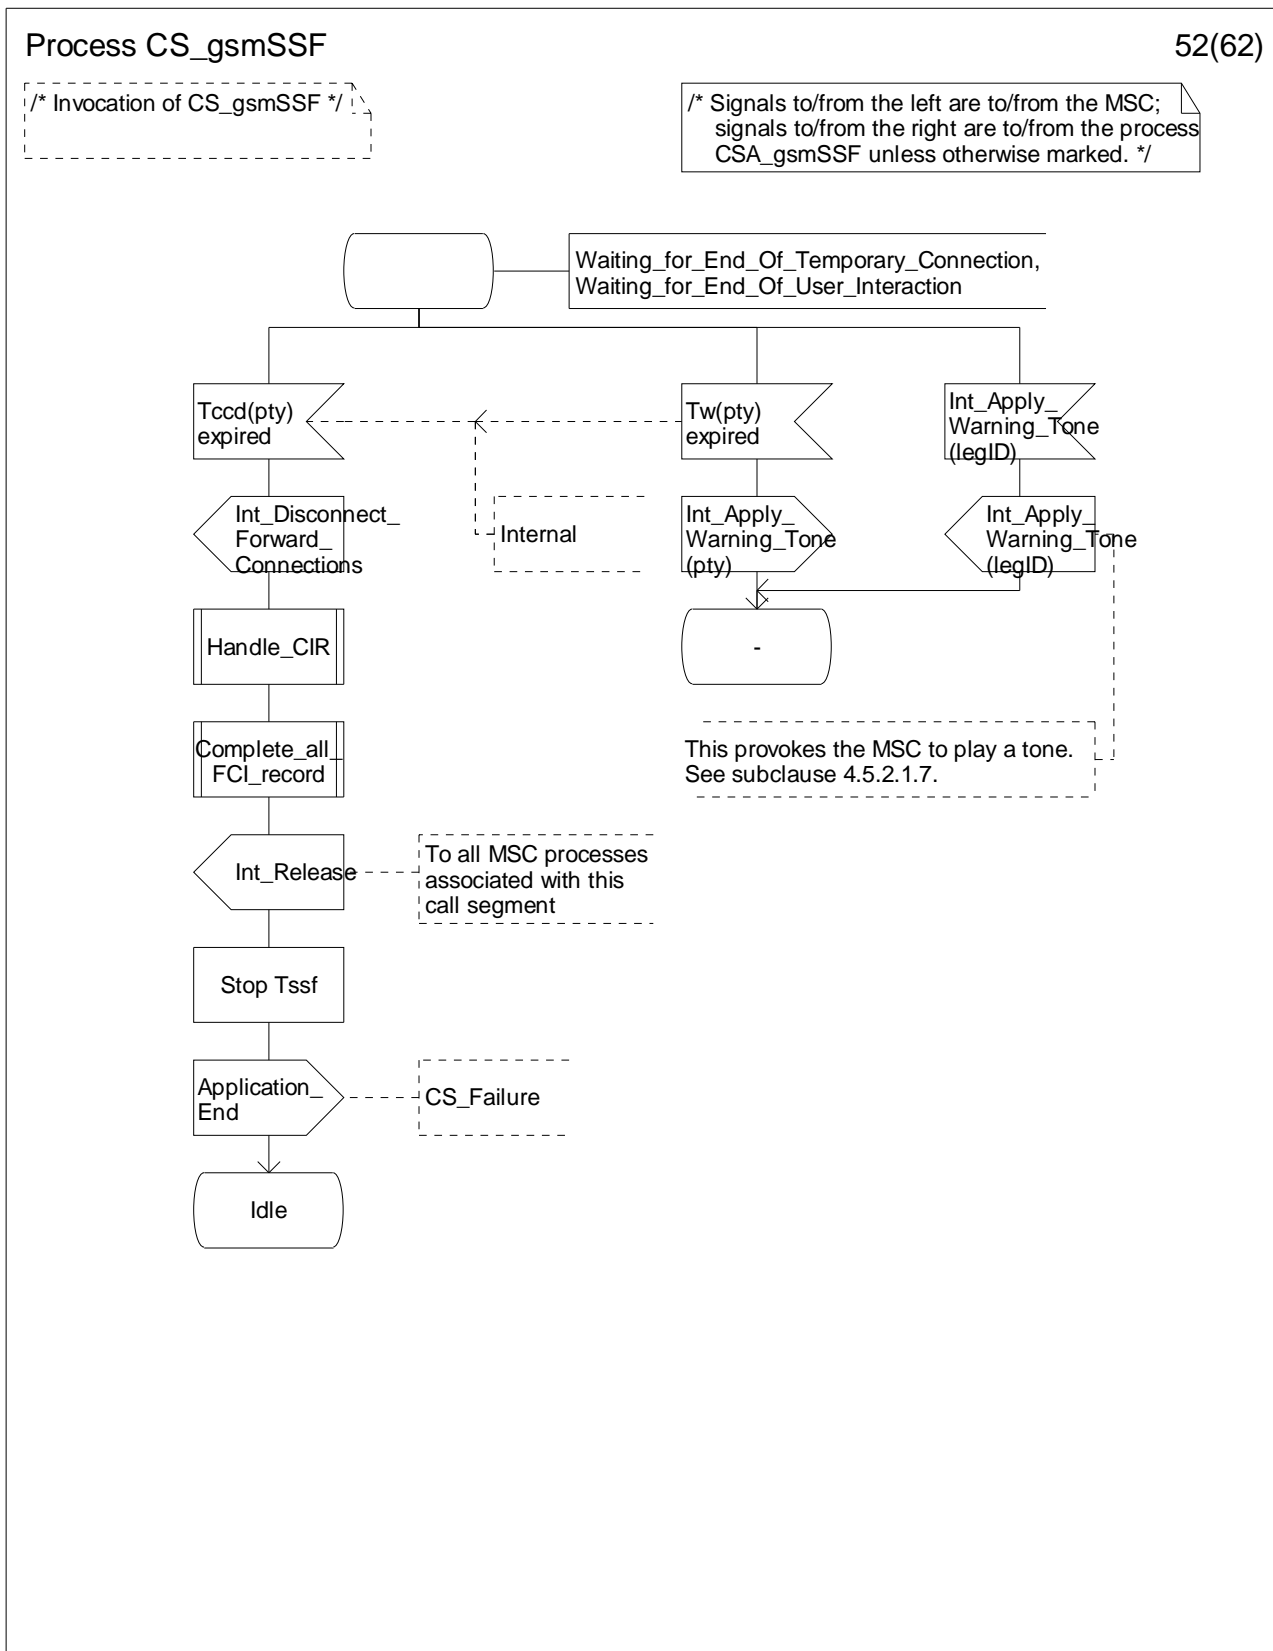 Process CS_gsmSSF
52(62)
/* Invocation of CS_gsmSSF */
/* Signals to/from the left are to/from the MSC;
signals to/from the right are to/from the process
CSA_gsmSSF unless otherwise marked. */
Waiting_for_End_Of_Temporary_Connection,
Waiting_for_End_Of_User_Interaction
Tccd(pty)
expired
Tw(pty)
expired
Int_Apply_
Warning_Tone
(legID)
Int_Disconnect_
Forward_
Connections
Internal
Int_Apply_
Warning_Tone
(pty)
Int_Apply_
Warning_Tone
(legID)
Handle_CIR
-
Complete_all_
FCI_record
This provokes the MSC to play a tone.
See subclause 4.5.2.1.7.
Int_Release
To all MSC processes
associated with this
call segment
Stop Tssf
Application_
End
CS_Failure
Idle